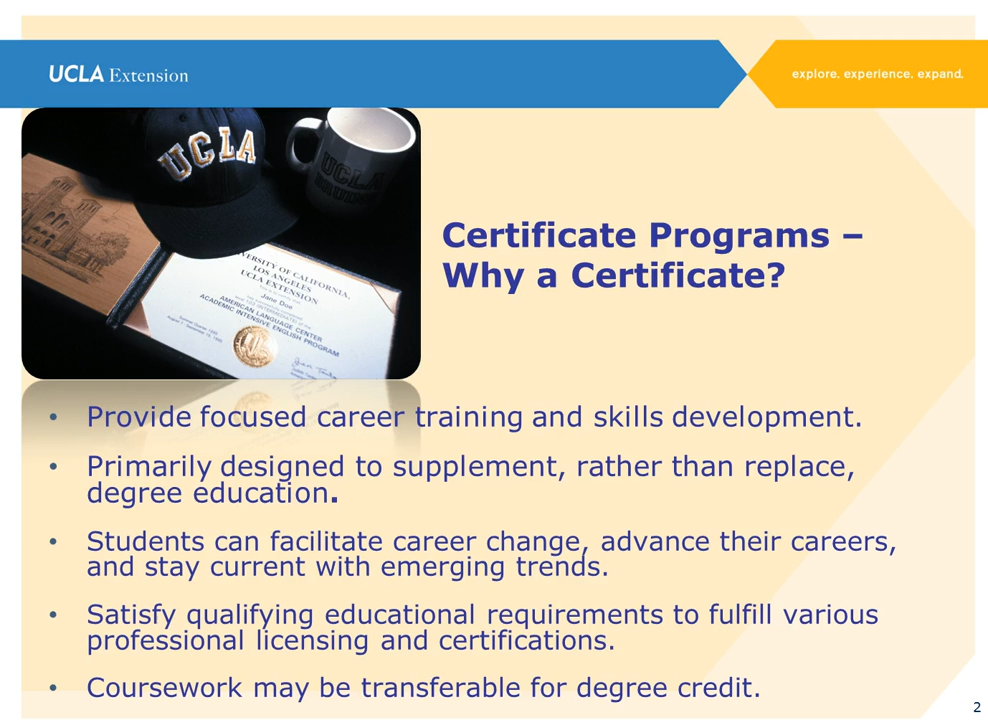 UCLA Extension
explore. experience. expand.
UCLA
UCLA
UNIVERSITY OF CALIFORNIA,
LOS ANGELES
UCLA EXTENSION
Jane Doe
AMERICAN LANGUAGE CENTER
ACADEMIC INTENSIVE ENGLISH PROGRAM
Certificate Programs –
Why a Certificate?
• Provide focused career training and skills development.
• Primarily designed to supplement, rather than replace,
degree education.
• Students can facilitate career change, advance their careers,
and stay current with emerging trends.
• Satisfy qualifying educational requirements to fulfill various
professional licensing and certifications.
• Coursework may be transferable for degree credit.
2